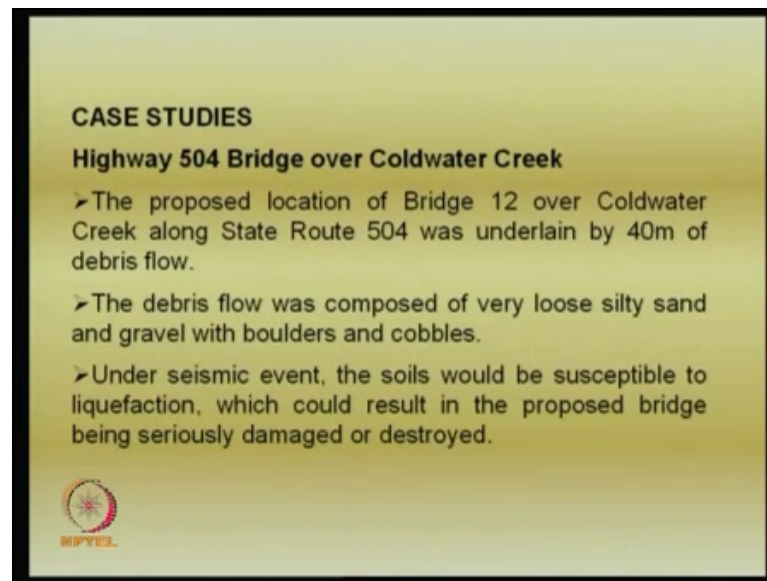 CASE STUDIES
Highway 504 Bridge over Coldwater Creek
➢The proposed location of Bridge 12 over Coldwater
Creek along State Route 504 was underlain by 40m of
debris flow.
➢The debris flow was composed of very loose silty sand
and gravel with boulders and cobbles.
➢Under seismic event, the soils would be susceptible to
liquefaction, which could result in the proposed bridge
being seriously damaged or destroyed.
NPTEL